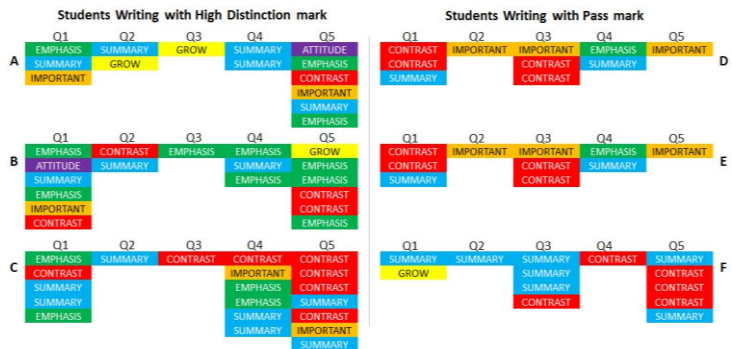 Students Writing with High Distinction mark
Q1 Q2 Q3 Q4 Q5
EMPHASIS SUMMARY GROW SUMMARY ATTITUDE
A SUMMARY GROW SUMMARY EMPHASIS
IMPORTANT CONTRAST
IMPORTANT
SUMMARY
EMPHASIS
Q1 Q2 Q3 Q4 Q5
EMPHASIS CONTRAST EMPHASIS EMPHASIS GROW
B ATTITUDE SUMMARY SUMMARY EMPHASIS
SUMMARY EMPHASIS EMPHASIS
EMPHASIS CONTRAST
IMPORTANT CONTRAST
CONTRAST EMPHASIS
Q1 Q2 Q3 Q4 Q5
EMPHASIS SUMMARY CONTRAST CONTRAST CONTRAST
C CONTRAST IMPORTANT CONTRAST
SUMMARY EMPHASIS CONTRAST
SUMMARY EMPHASIS SUMMARY
EMPHASIS SUMMARY CONTRAST
SUMMARY IMPORTANT
SUMMARY
Students Writing with Pass mark
Q1 Q2 Q3 Q4 Q5
CONTRAST IMPORTANT IMPORTANT EMPHASIS IMPORTANT
CONTRAST CONTRAST SUMMARY D
SUMMARY CONTRAST
Q1 Q2 Q3 Q4 Q5
CONTRAST IMPORTANT IMPORTANT EMPHASIS IMPORTANT
CONTRAST CONTRAST SUMMARY E
SUMMARY CONTRAST
Q1 Q2 Q3 Q4 Q5
SUMMARY SUMMARY SUMMARY CONTRAST SUMMARY
GROW SUMMARY CONTRAST F
SUMMARY CONTRAST
CONTRAST CONTRAST
SUMMARY